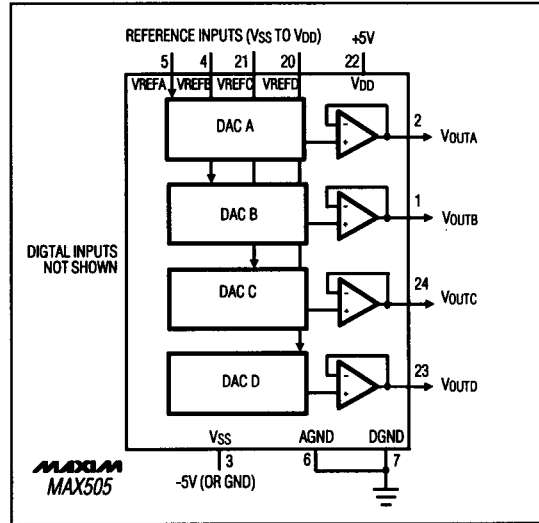 REFERENCE INPUTS (VSS TO VDD)
+5V
5 4 21 20 22
VREFA VREFB VREFC VREFD VDD
DAC A
- +
2
VOUTA
DAC B
- +
1
VOUTB
DIGTAL INPUTS
NOT SHOWN
DAC C
- +
24
VOUTC
DAC D
- +
23
VOUTD
VSS AGND DGND
3 6 7
-5V (OR GND)
MAXIM
MAX505